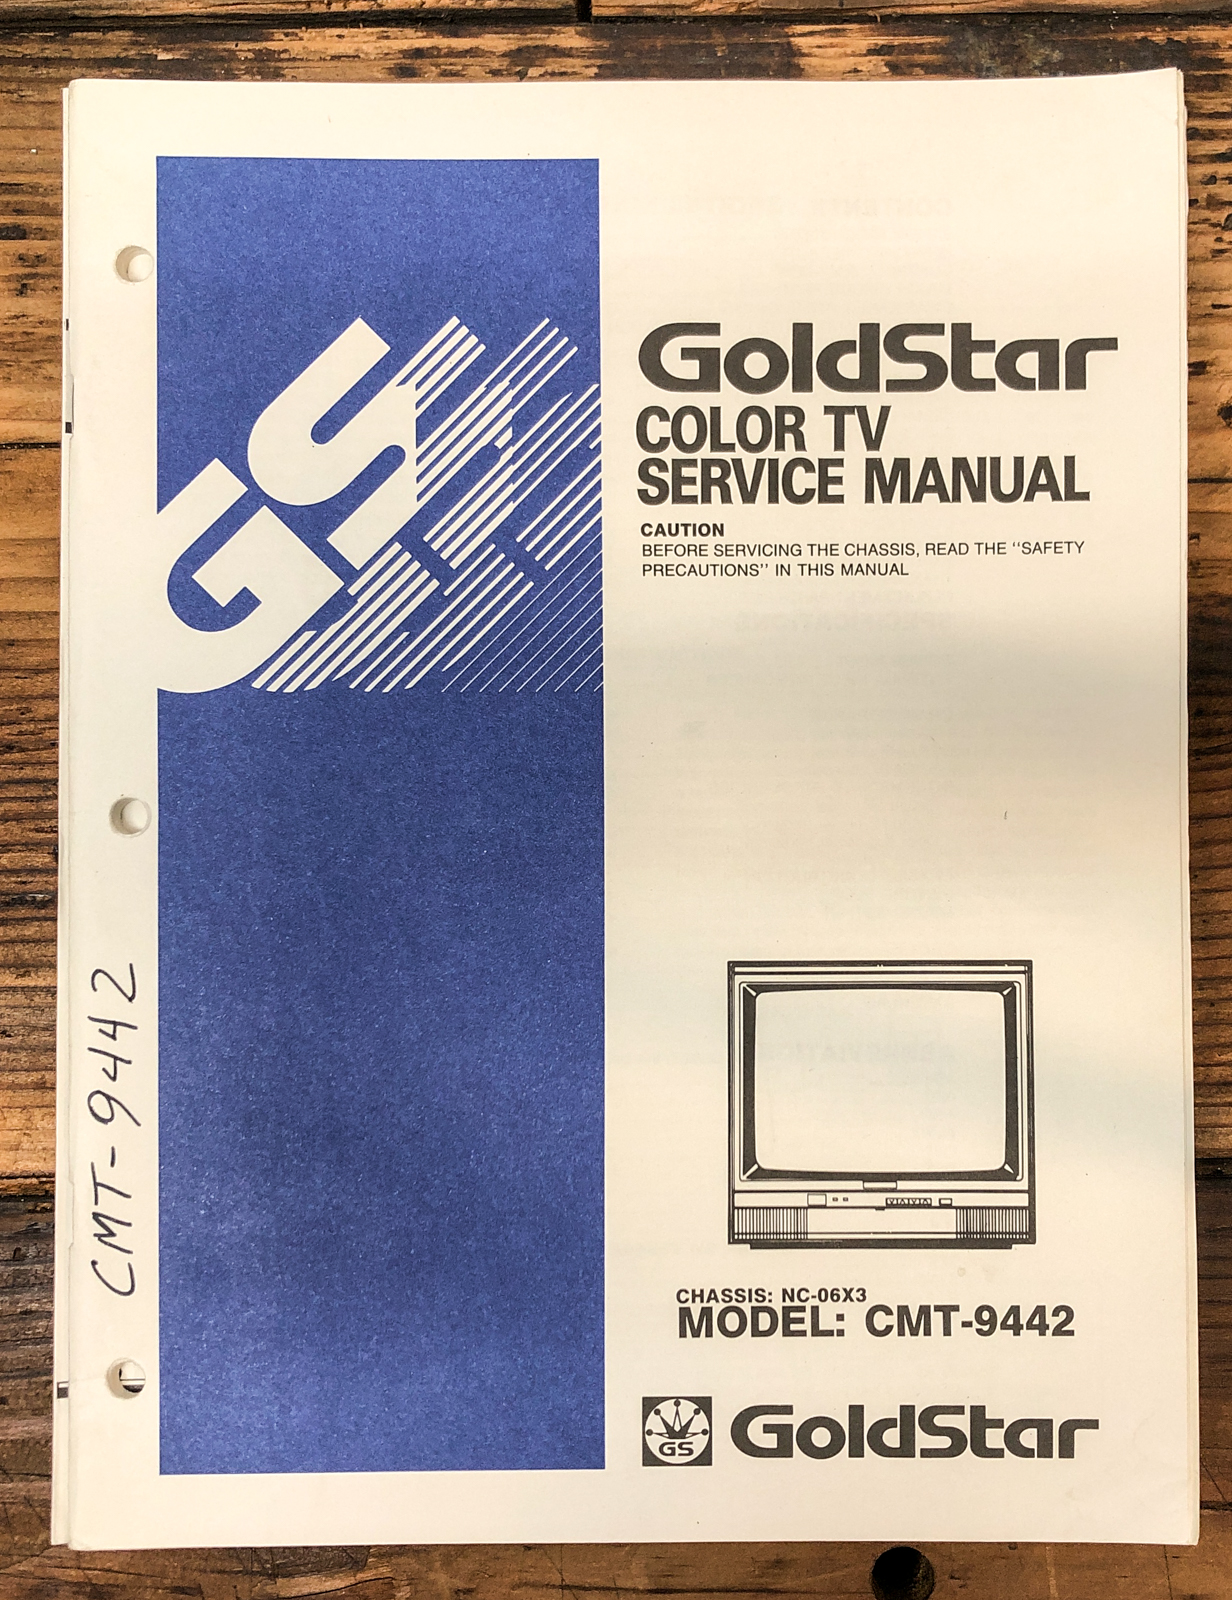 GS
GoldStar
COLOR TV
SERVICE MANUAL
CAUTION
BEFORE SERVICING THE CHASSIS, READ THE "SAFETY
PRECAUTIONS" IN THIS MANUAL
CMT-9442
CHASSIS: NC-06X3
MODEL: CMT-9442
GS
GoldStar